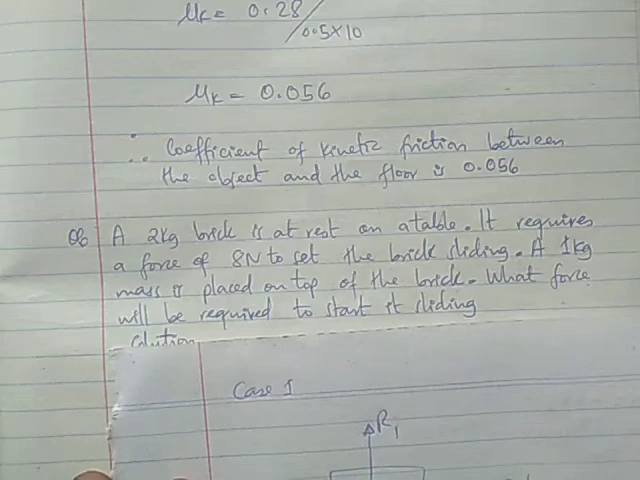 μk = 0.28/
0.5×10
μk = 0.056
∴ Coefficient of kinetic friction between
the object and the floor is 0.056
Q6 A 2kg brick is at rest on a table. It requires
a force of 8N to set the brick sliding. A 1kg
mass is placed on top of the brick. What force
will be required to start it sliding
Solution
Case 1
R1